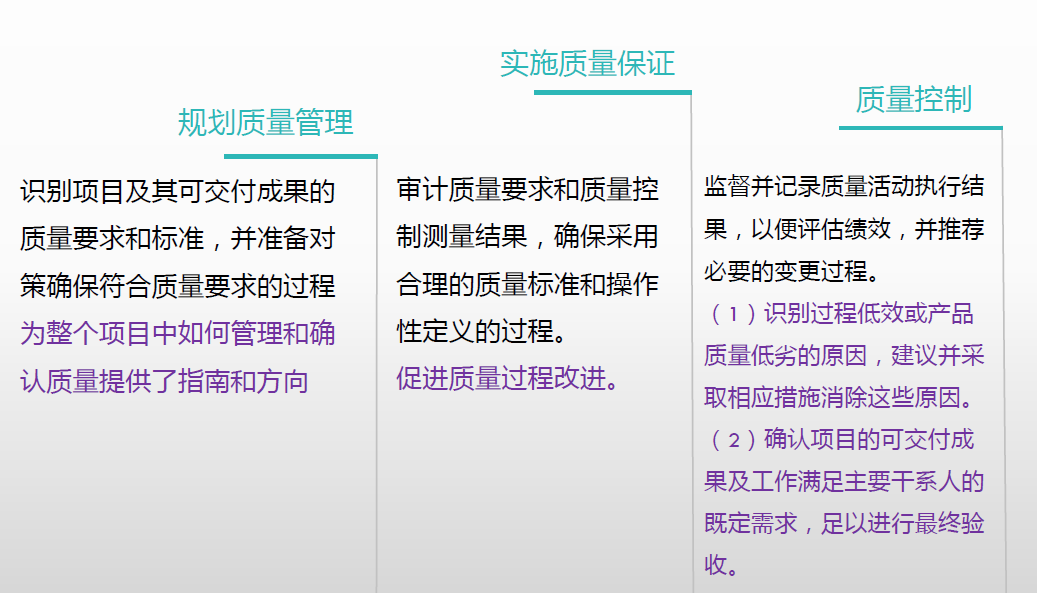 规划质量管理
识别项目及其可交付成果的
质量要求和标准，并准备对
策确保符合质量要求的过程
为整个项目中如何管理和确
认质量提供了指南和方向
实施质量保证
审计质量要求和质量控
制测量结果，确保采用
合理的质量标准和操作
性定义的过程。
促进质量过程改进。
质量控制
监督并记录质量活动执行结
果，以便评估绩效，并推荐
必要的变更过程。
（1）识别过程低效或产品
质量低劣的原因，建议并采
取相应措施消除这些原因。
（2）确认项目的可交付成
果及工作满足主要干系人的
既定需求，足以进行最终验
收。